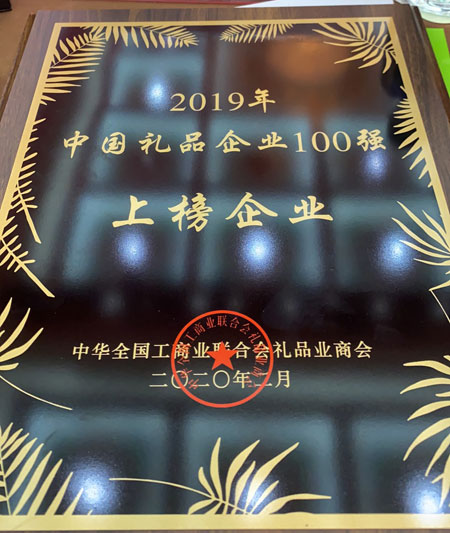 2019年
中国礼品企业100强
上榜企业
中华全国工商业联合会礼品业商会
二〇二〇年二月